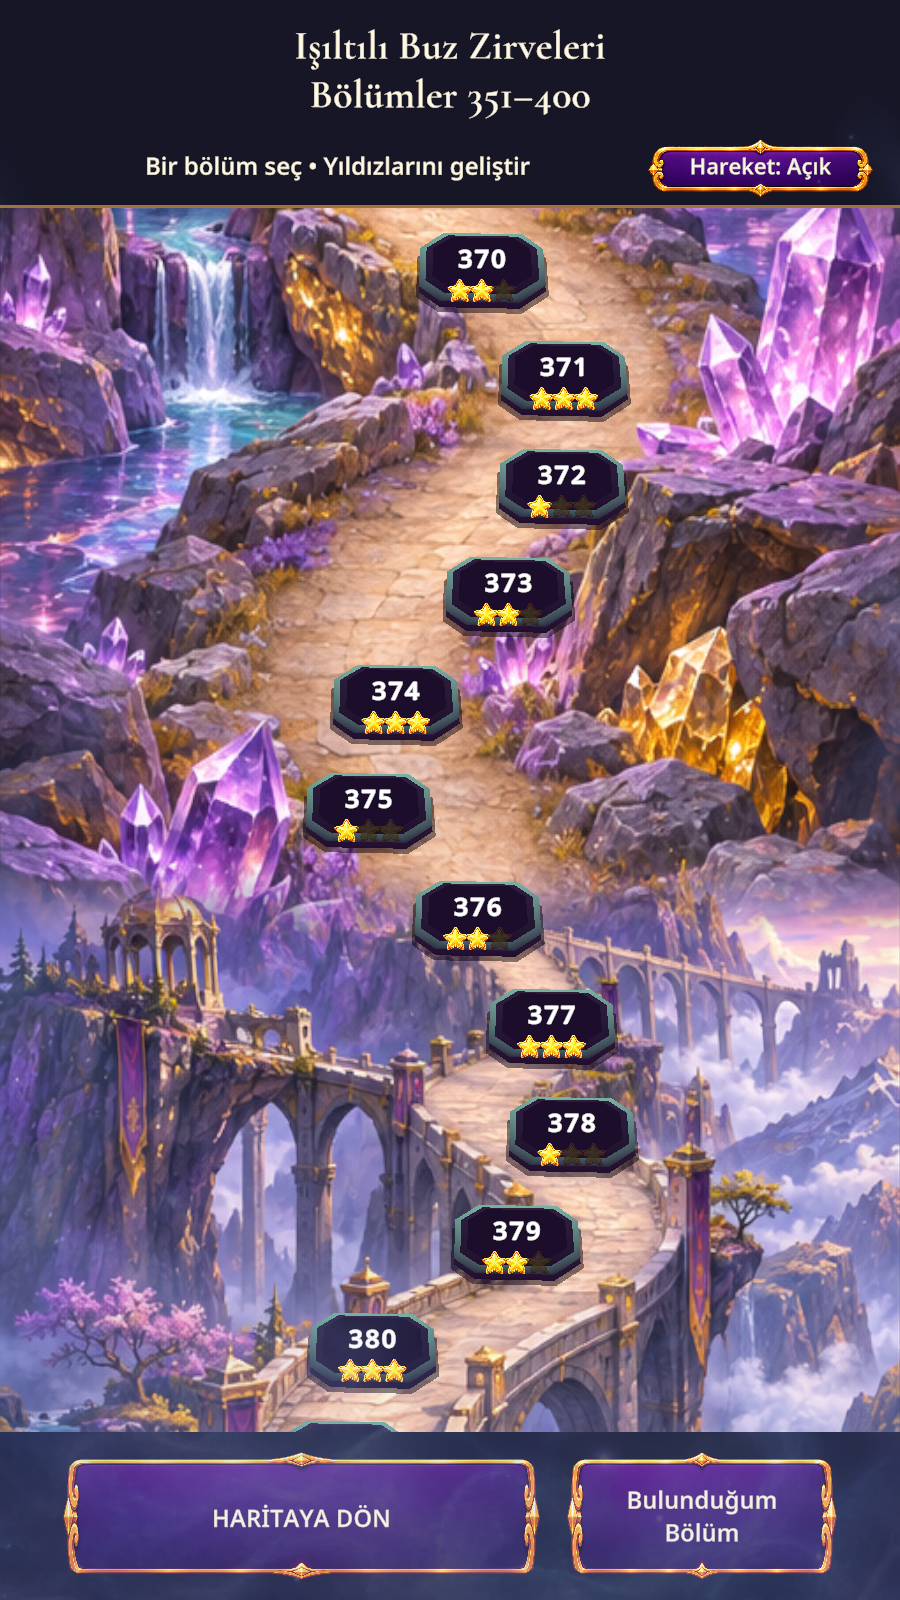 Işıltılı Buz Zirveleri
Bölümler 351–400
Bir bölüm seç • Yıldızlarını geliştir
Hareket: Açık
370
371
372
373
374
375
376
377
378
379
380
HARİTAYA DÖN
Bulunduğum
Bölüm